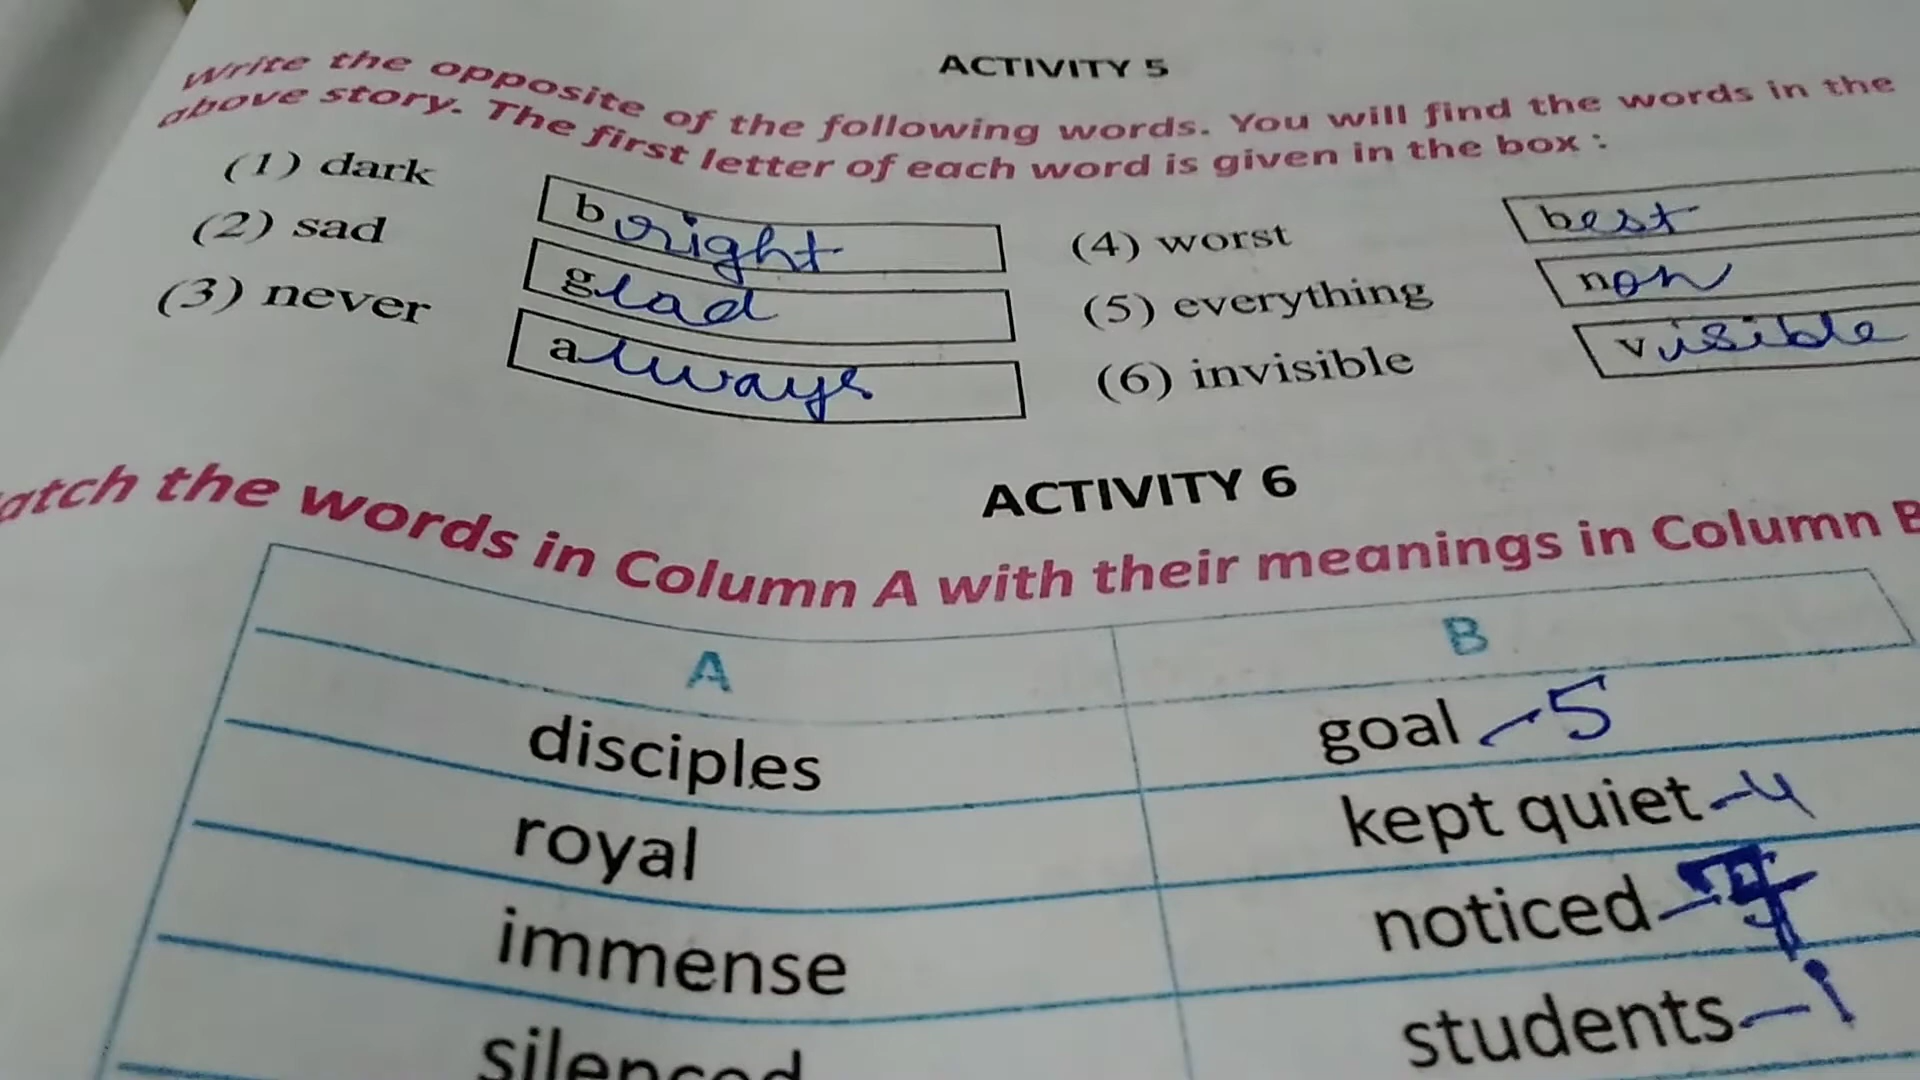 ACTIVITY 5
Write the opposite of the following words. You will find the words in the
above story. The first letter of each word is given in the box :
(1) dark bright (4) worst best
(2) sad glad (5) everything non
(3) never always (6) invisible visible
ACTIVITY 6
atch the words in Column A with their meanings in Column B
A B
disciples goal - 5
royal kept quiet - 4
immense noticed -
silenced students - 1